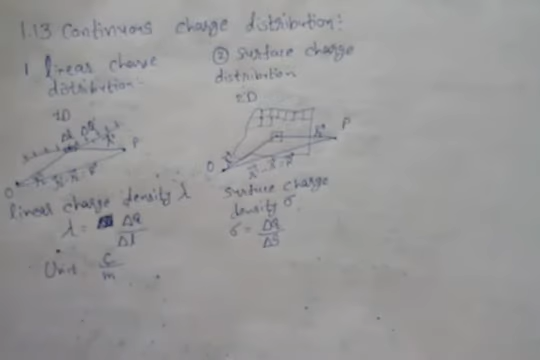 1.13 Continuous charge distribution:
1 linear charge
distribution:
1D
ΔQ
P
O
linear charge density λ
λ = ΔQ
Δl
Unit C
m
② Surface charge
distribution
2D
P
O
Surface charge
density σ
σ = ΔQ
ΔS